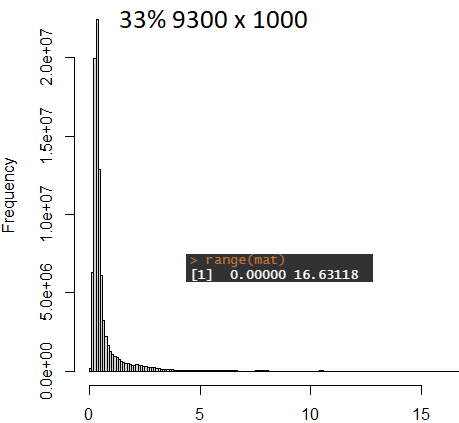 33% 9300 x 1000
Frequency
2.0e+07
1.5e+07
1.0e+07
5.0e+06
0.0e+00
> range(mat)
[1]  0.00000 16.63118
0 5 10 15